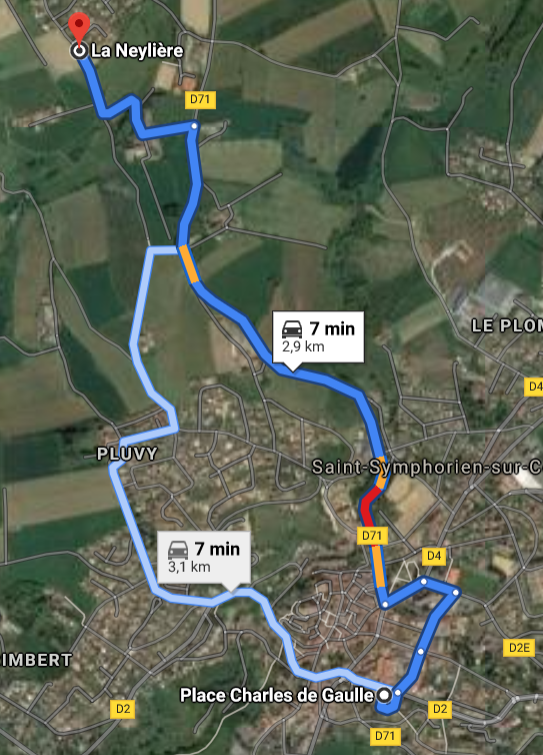 La Neylière
D71
7 min
2,9 km
LE PLOM
D4
PLUVY
Saint-Symphorien-sur-C
D71
7 min
3,1 km
D4
IMBERT
D2E
Place Charles de Gaulle
D2
D2
D71